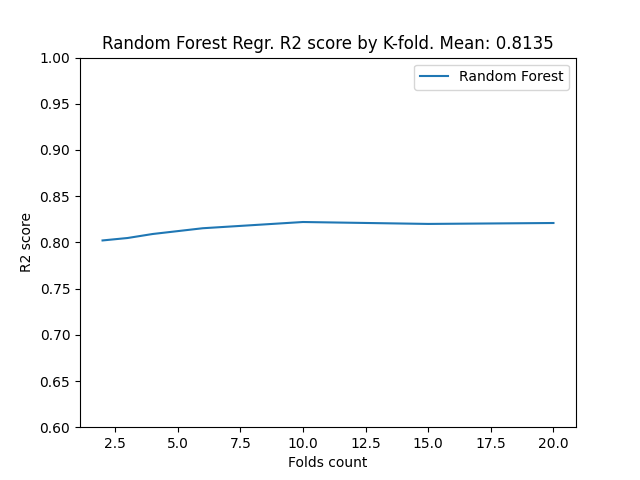 Random Forest Regr. R2 score by K-fold. Mean: 0.8135
Random Forest
1.00
0.95
0.90
0.85
0.80
0.75
0.70
0.65
0.60
R2 score
2.5 5.0 7.5 10.0 12.5 15.0 17.5 20.0
Folds count